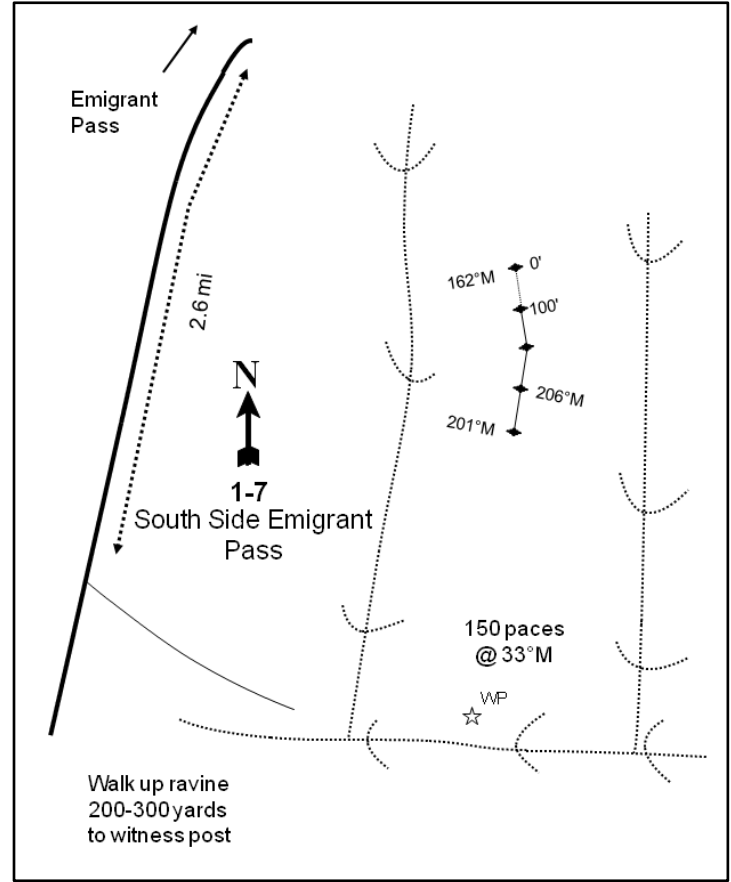 Emigrant
Pass
2.6 mi
0'
162°M
100'
206°M
201°M
N
1-7
South Side Emigrant
Pass
150 paces
@ 33°M
WP
Walk up ravine
200-300 yards
to witness post